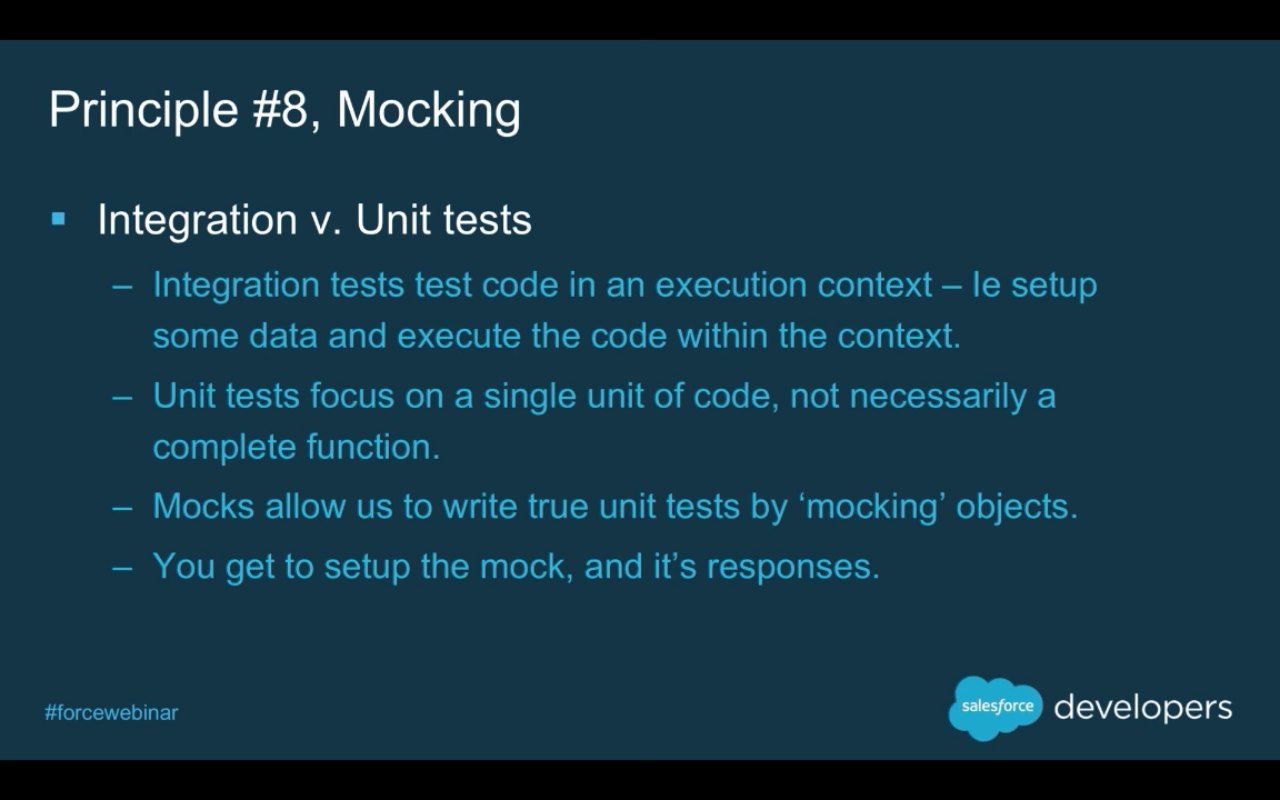 Principle #8, Mocking
▪ Integration v. Unit tests
– Integration tests test code in an execution context – Ie setup
some data and execute the code within the context.
– Unit tests focus on a single unit of code, not necessarily a
complete function.
– Mocks allow us to write true unit tests by ‘mocking’ objects.
– You get to setup the mock, and it’s responses.
#forcewebinar
salesforce developers